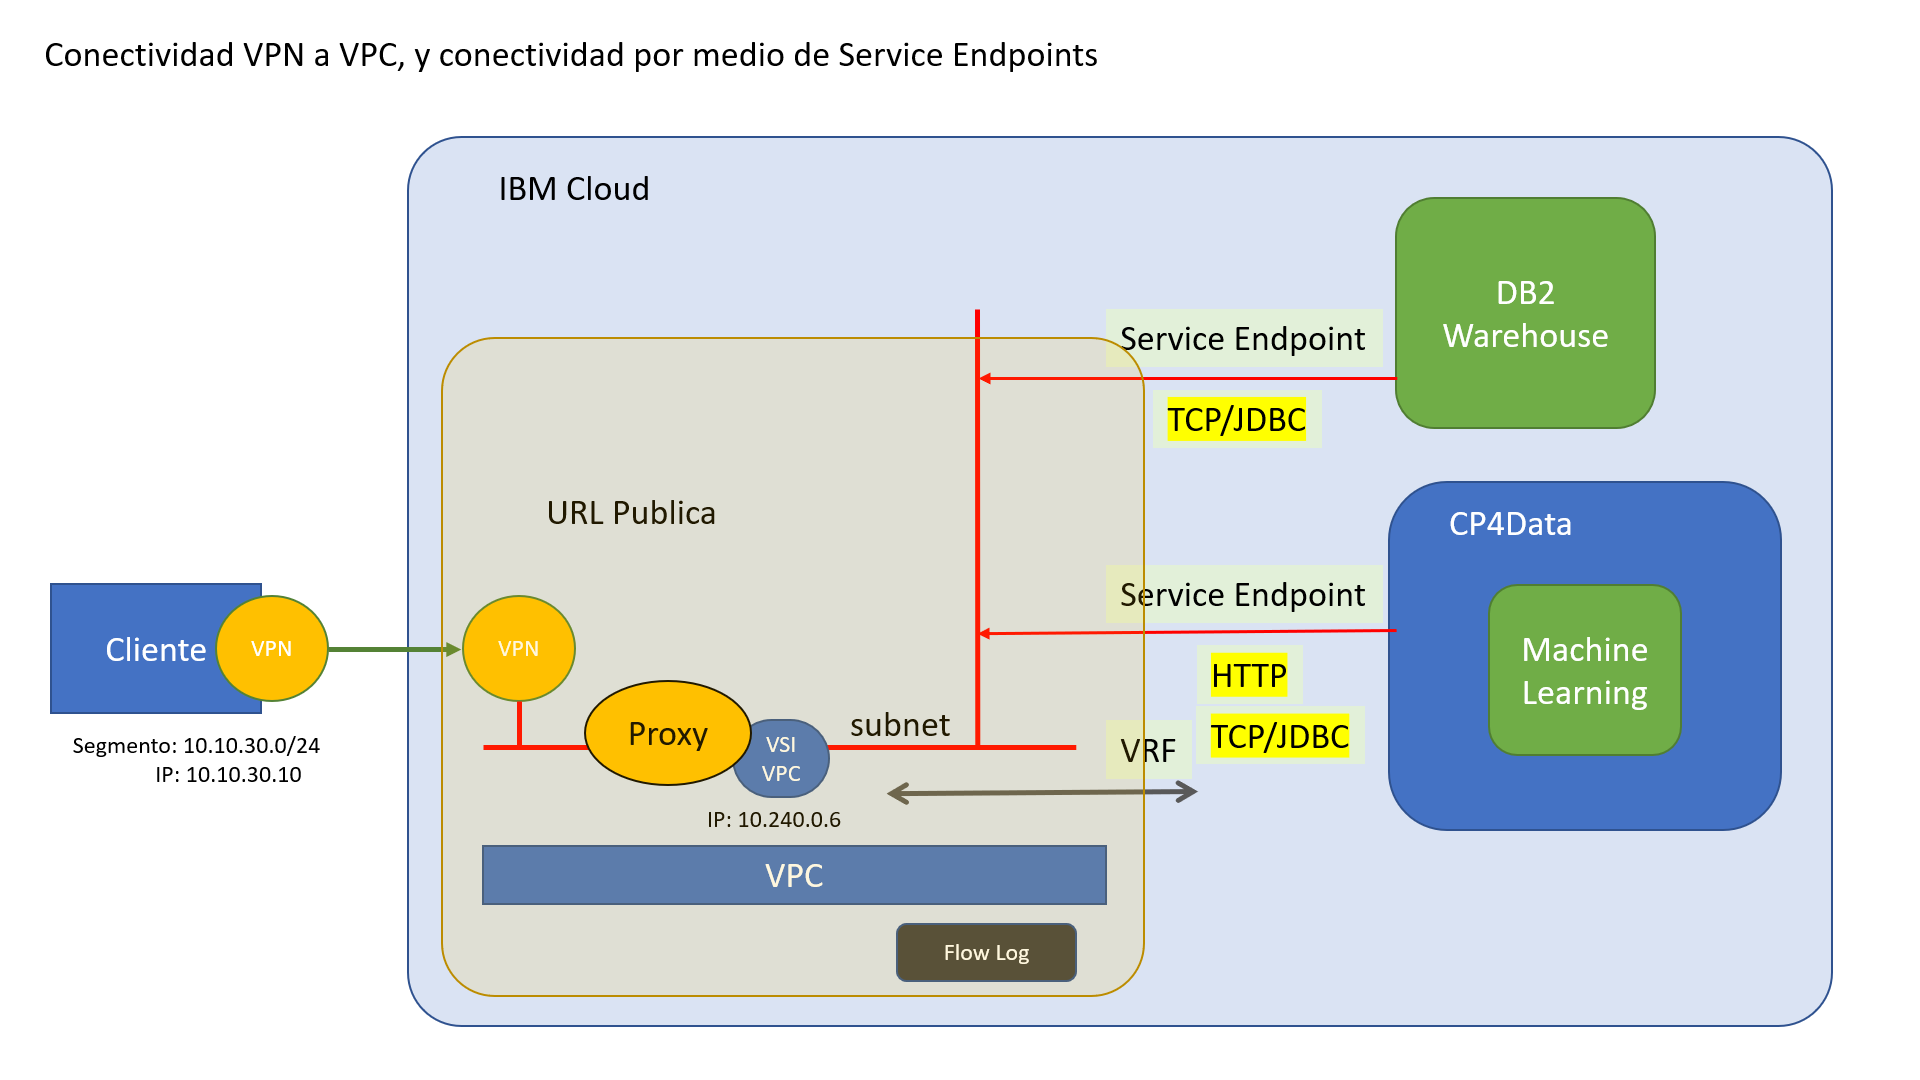 Conectividad VPN a VPC, y conectividad por medio de Service Endpoints
IBM Cloud
DB2
Warehouse
Service Endpoint
TCP/JDBC
URL Publica
CP4Data
Service Endpoint
Machine
Learning
HTTP
TCP/JDBC
VRF
Cliente
VPN
VPN
Segmento: 10.10.30.0/24
IP: 10.10.30.10
Proxy
VSI
VPC
subnet
IP: 10.240.0.6
VPC
Flow Log